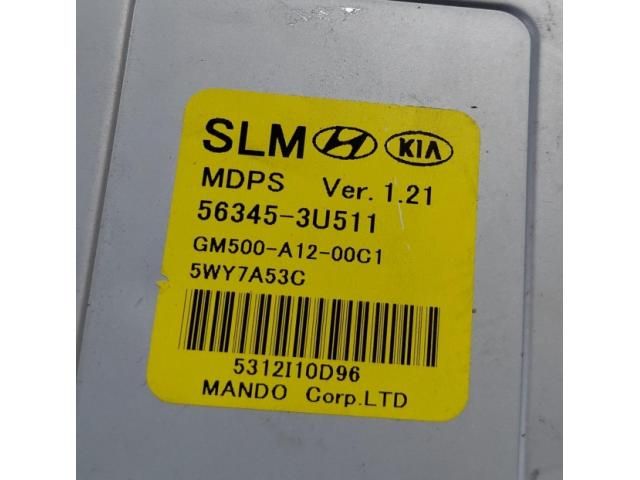 SLM KIA
MDPS Ver. 1.21
56345-3U511
GM500-A12-00C1
5WY7A53C
5312I10D96
MANDO Corp.LTD